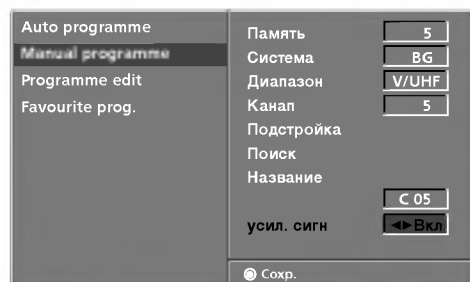 Auto programme
Manual programme
Programme edit
Favourite prog.
Память 5
Система BG
Диапазон V/UHF
Канал 5
Подстройка
Поиск
Название
C 05
усил. сигн ◄►Вкл
Сохр.